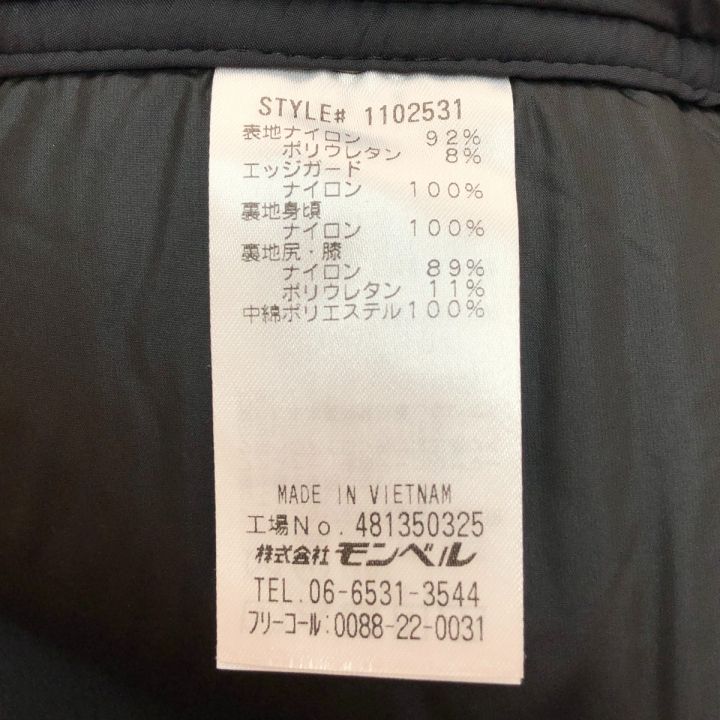 STYLE# 1102531
表地ナイロン 92%
ポリウレタン 8%
エッジガード
ナイロン 100%
裏地身頃
ナイロン 100%
裏地尻・膝
ナイロン 89%
ポリウレタン 11%
中綿ポリエステル100%
MADE IN VIETNAM
工場No. 481350325
株式会社モンベル
TEL.06-6531-3544
フリーコール:0088-22-0031